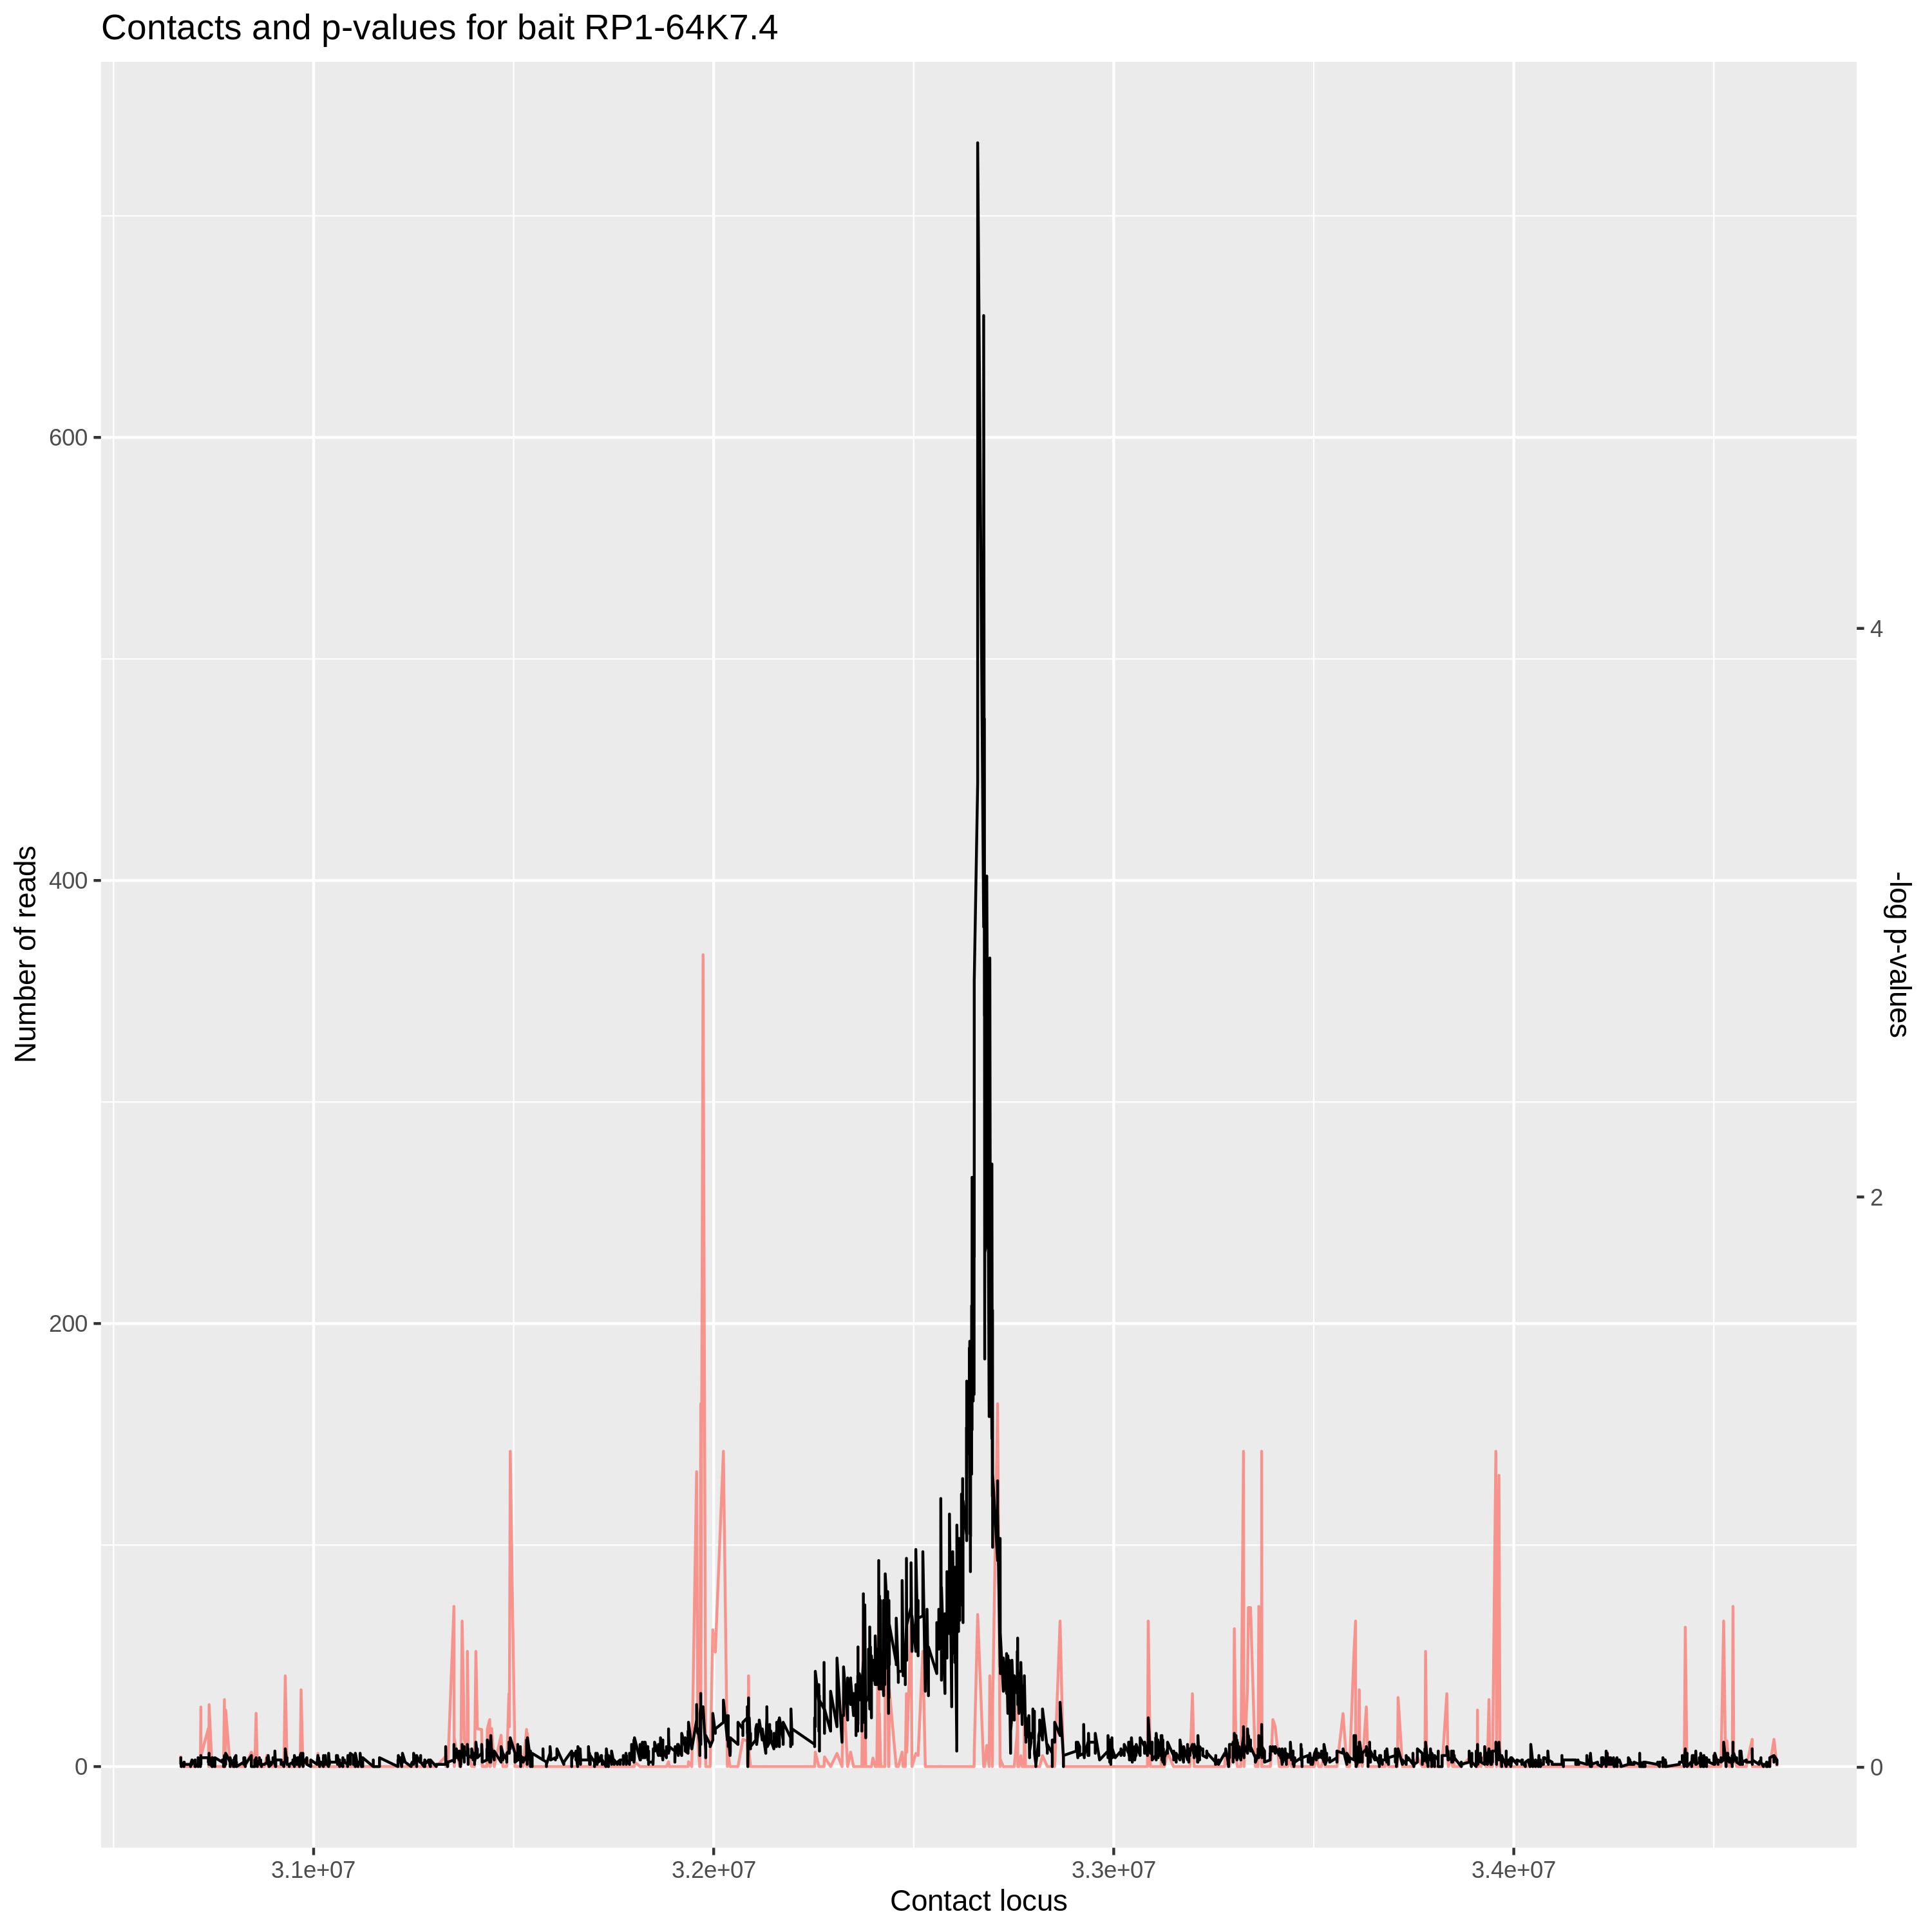 Contacts and p-values for bait RP1-64K7.4
Number of reads
600
400
200
0
4
2
0
-log p-values
3.1e+07 3.2e+07 3.3e+07 3.4e+07
Contact locus